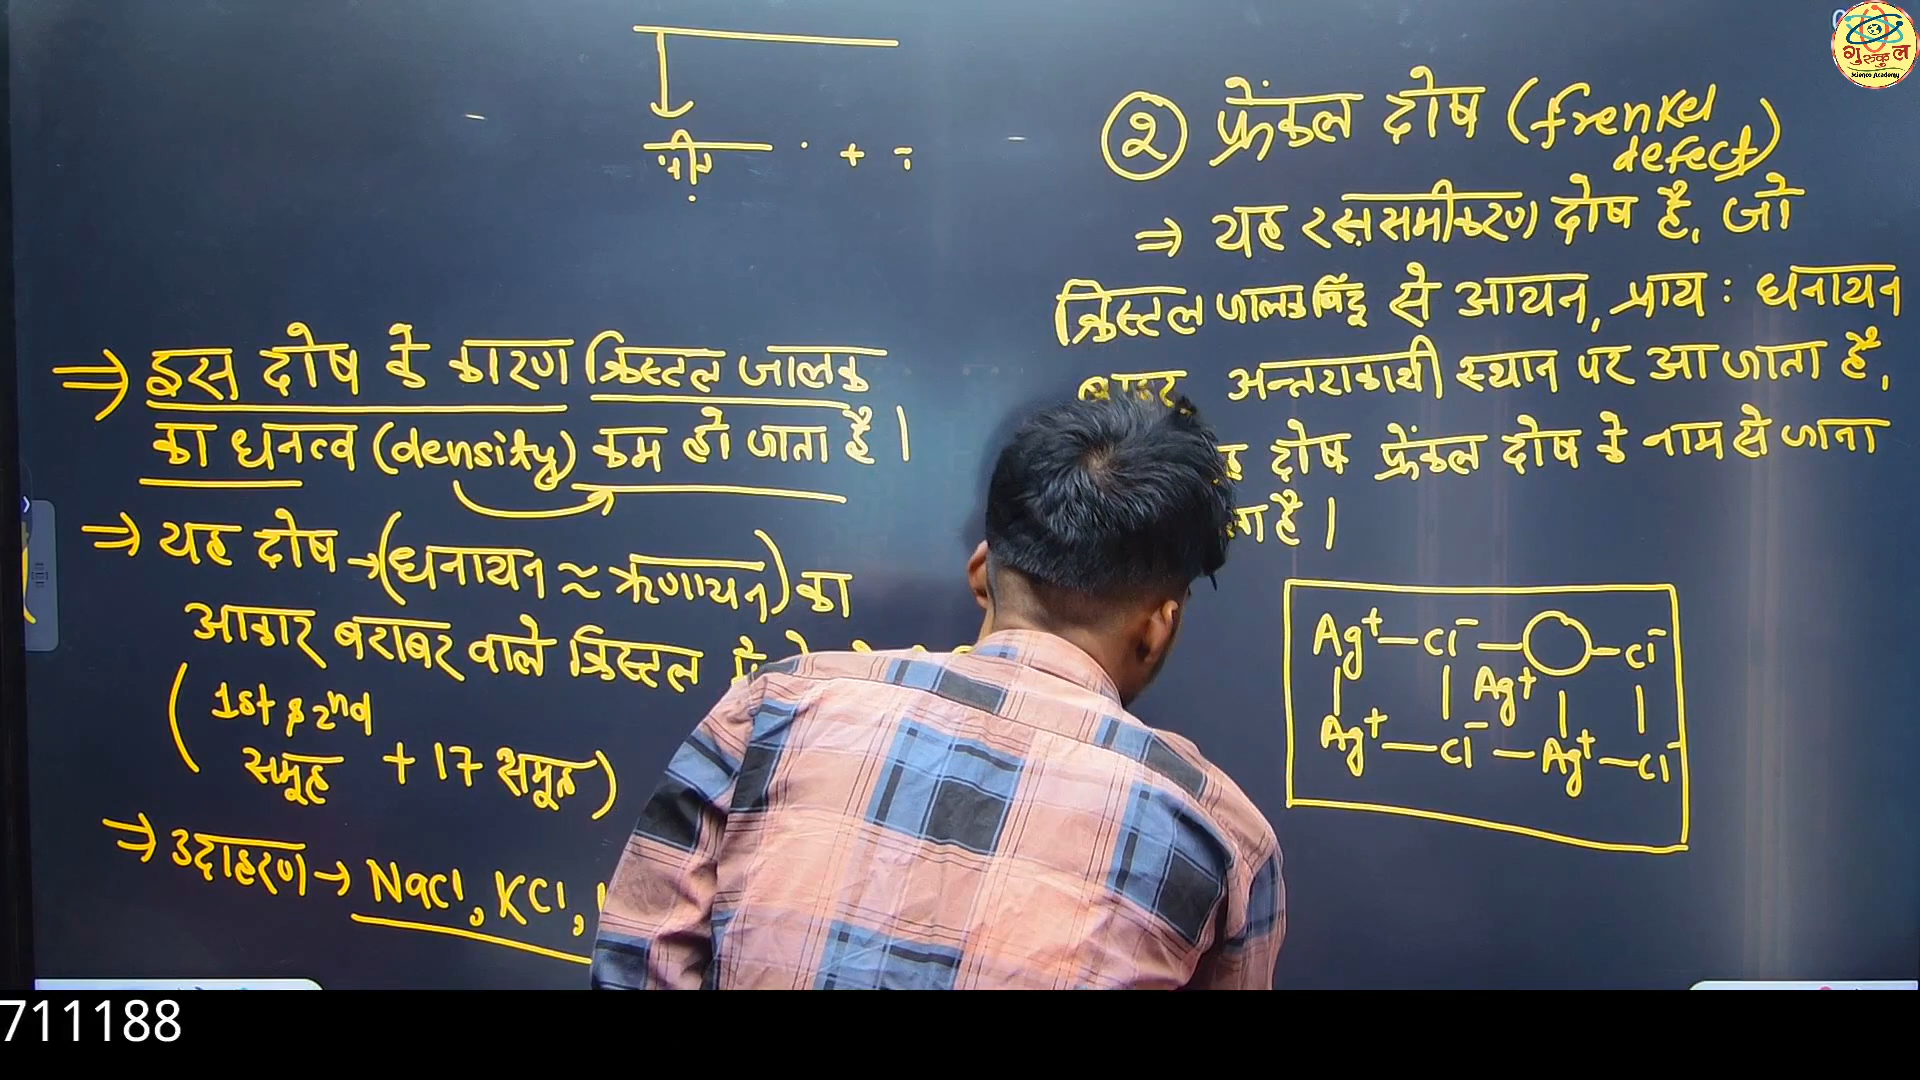 ⇒ इस दोष के कारण क्रिस्टल जालक
का घनत्व (density) कम हो जाता है।
⇒ यह दोष → (धनायन ≈ ऋणायन) का
आकार बराबर वाले क्रिस्टल में
(1st & 2nd
समूह + 17 समूह)
⇒ उदाहरण → NaCl, KCl,
② फ्रेंकल दोष (frenkel
defect)
⇒ यह रससमीकरण दोष है, जो
क्रिस्टल जालक बिंदु से आयन, प्राय: धनायन
अन्तराकाशी स्थान पर आ जाता है,
दोष फ्रेंकल दोष के नाम से जाना
है।
Ag⁺—Cl⁻—◯—Cl⁻
Ag⁺
Ag⁺—Cl⁻—Ag⁺—Cl⁻
गुरुकुल
Science Academy
711188